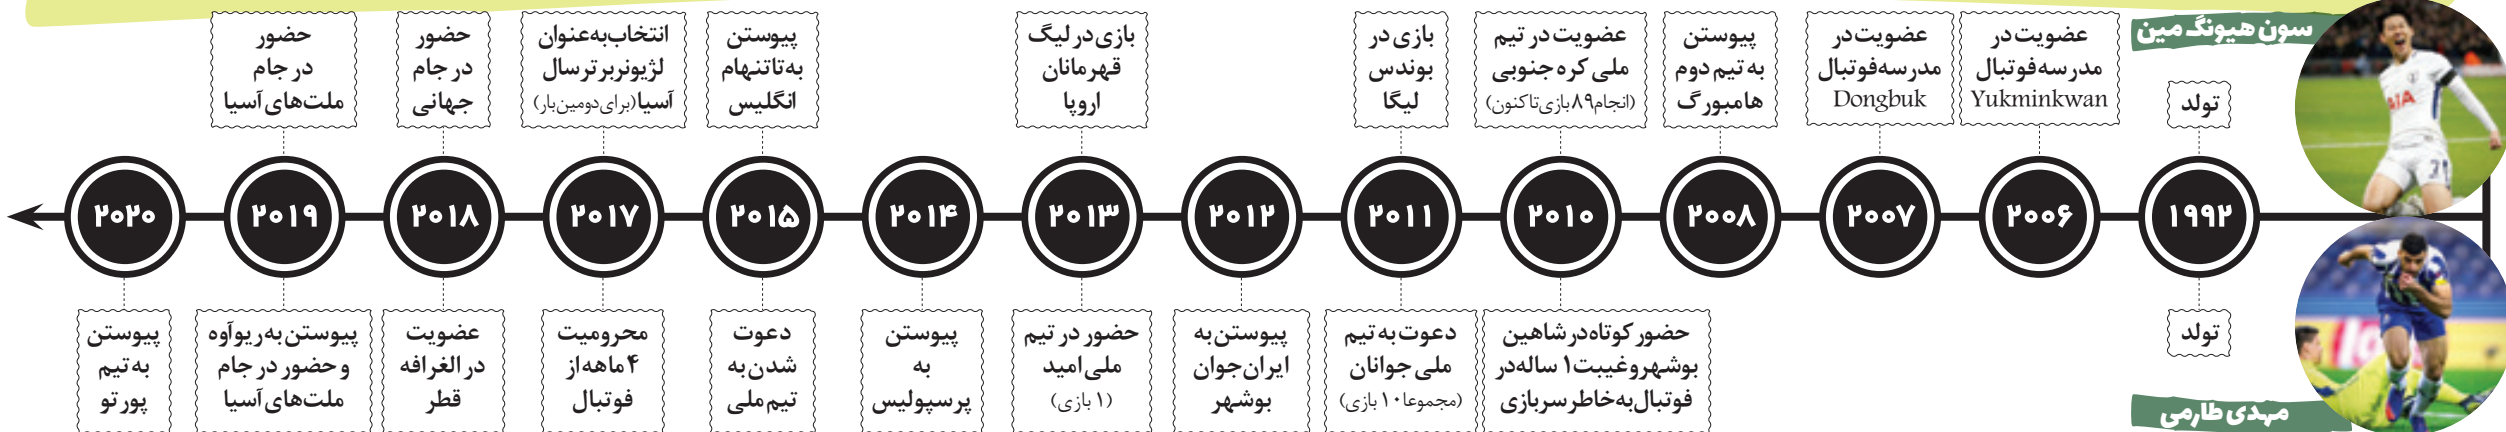 سون هیونگ مین
تولد
عضویت در
مدرسه فوتبال
Yukminkwan
عضویت در
مدرسه فوتبال
Dongbuk
پیوستن
به تیم دوم
هامبورگ
عضویت در تیم
ملی کره جنوبی
(انجام ۸۹ بازی تاکنون)
بازی در
بوندس
لیگا
بازی در لیگ
قهرمانان
اروپا
پیوستن
به تاتنهام
انگلیس
انتخاب به عنوان
لژیونر برتر سال
آسیا (برای دومین بار)
حضور
در جام
جهانی
حضور
در جام
ملت‌های آسیا
۱۹۹۲
۲۰۰۶
۲۰۰۷
۲۰۰۸
۲۰۱۰
۲۰۱۱
۲۰۱۲
۲۰۱۳
۲۰۱۴
۲۰۱۵
۲۰۱۷
۲۰۱۸
۲۰۱۹
۲۰۲۰
تولد
حضور کوتاه در شاهین
بوشهر و غیبت ۱ ساله در
فوتبال به خاطر سربازی
دعوت به تیم
ملی جوانان
(مجموعا ۱۰ بازی)
پیوستن به
ایران جوان
بوشهر
حضور در تیم
ملی امید
(۱ بازی)
پیوستن
به
پرسپولیس
دعوت
شدن به
تیم ملی
محرومیت
۴ ماهه از
فوتبال
عضویت
در الغرافه
قطر
پیوستن به ریوآوه
و حضور در جام
ملت‌های آسیا
پیوستن
به تیم
پورتو
مهدی طارمی
AIA
7